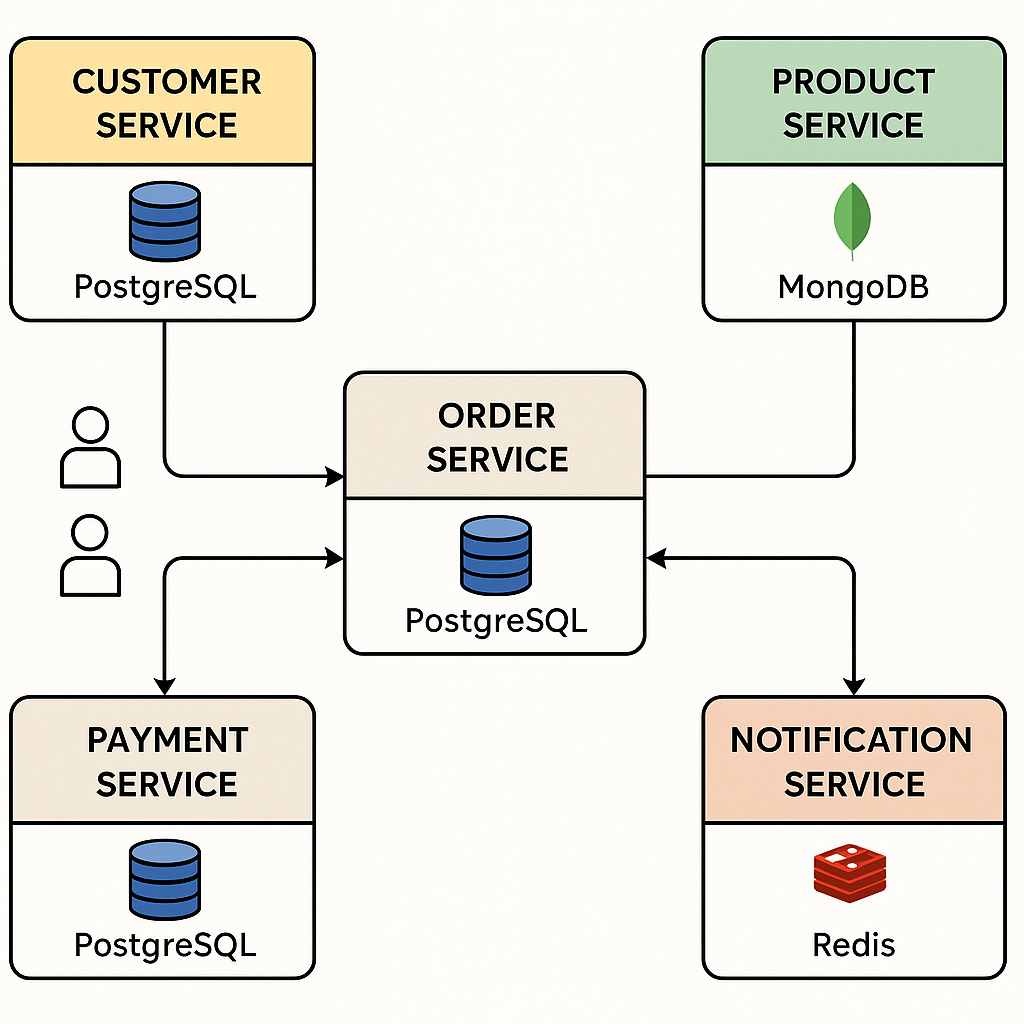 CUSTOMER
SERVICE
PostgreSQL
PRODUCT
SERVICE
MongoDB
ORDER
SERVICE
PostgreSQL
PAYMENT
SERVICE
PostgreSQL
NOTIFICATION
SERVICE
Redis